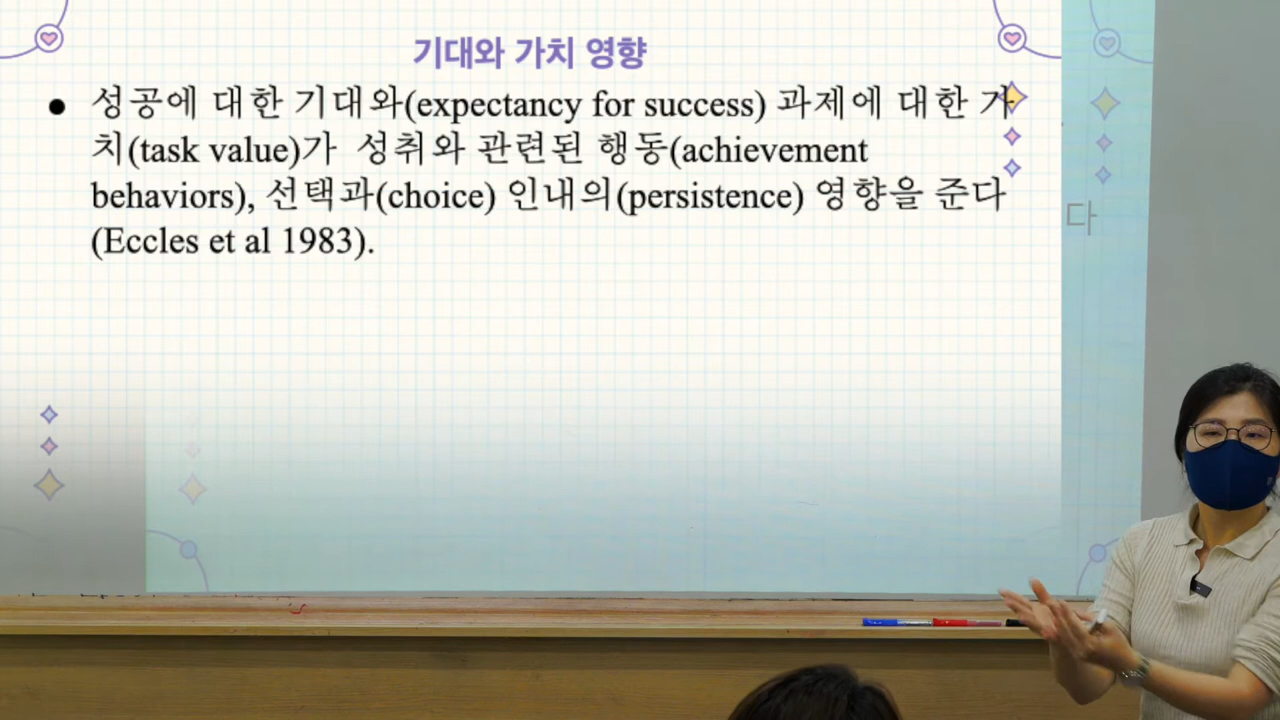 기대와 가치 영향
● 성공에 대한 기대와(expectancy for success) 과제에 대한 가
치(task value)가 성취와 관련된 행동(achievement
behaviors), 선택과(choice) 인내의(persistence) 영향을 준다
(Eccles et al 1983).
다